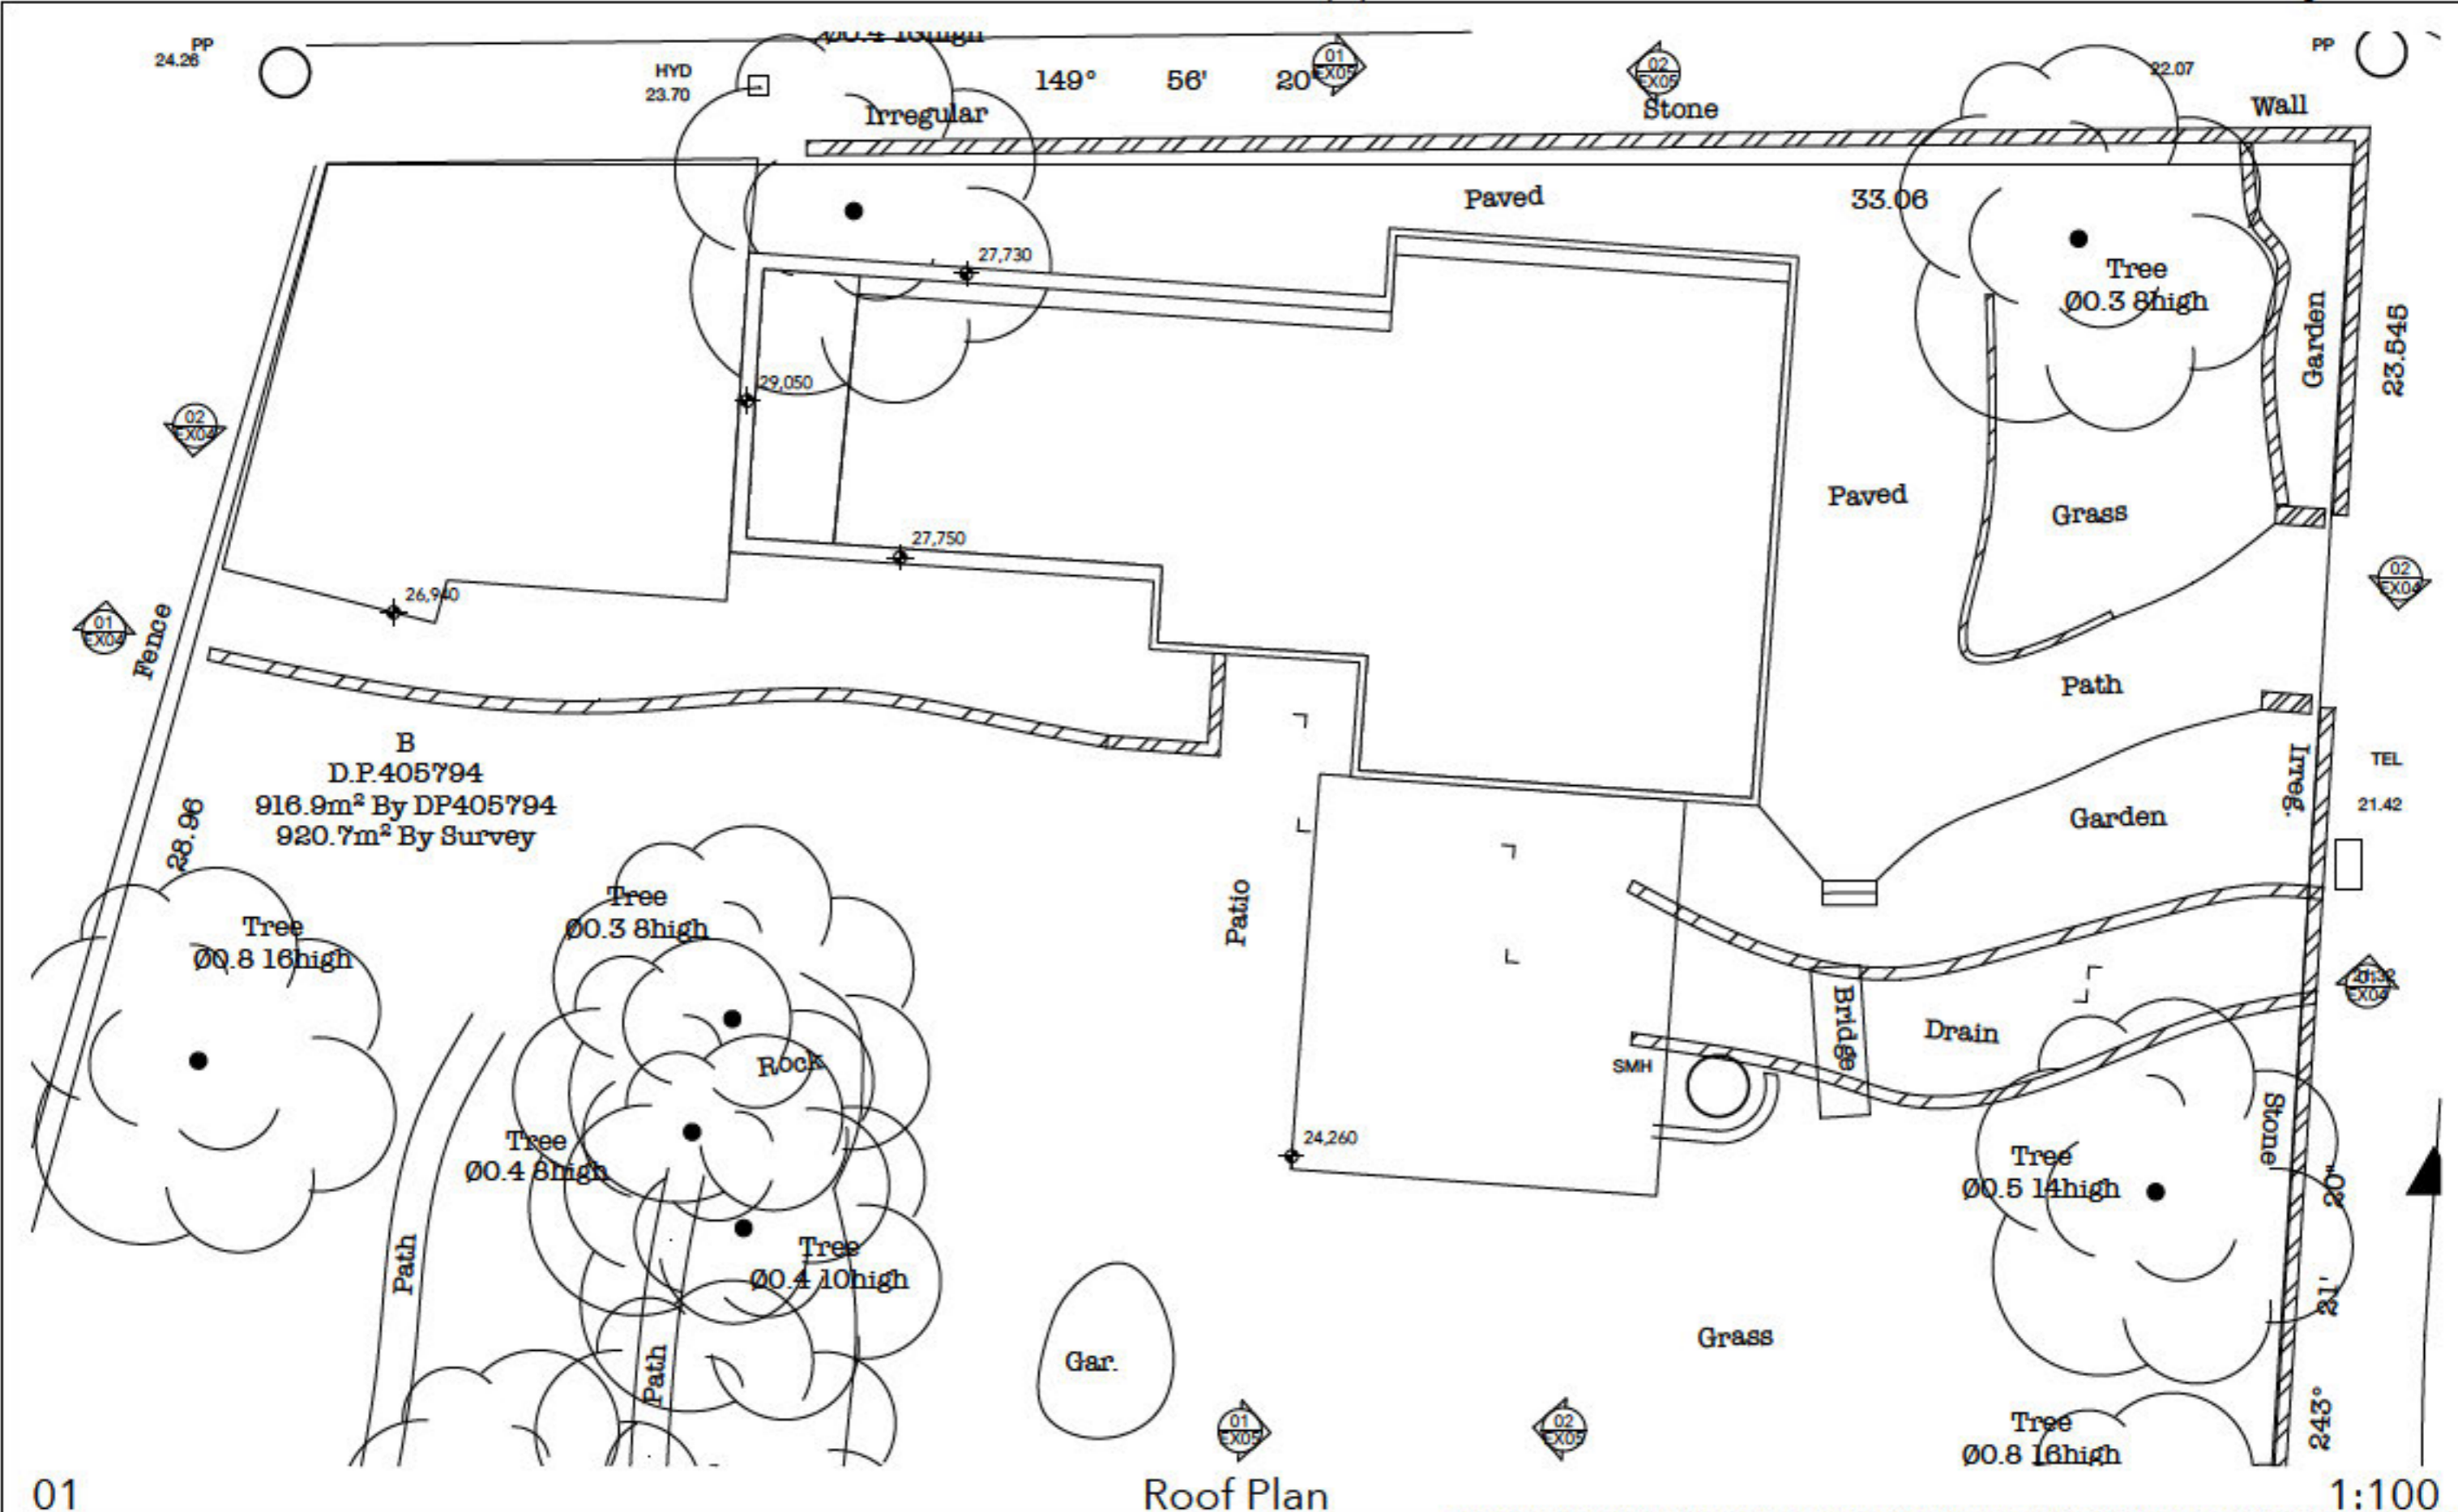 Ø0.4 16high
PP
24.26
HYD
23.70
149°
56'
20"
01
EX05
02
EX05
PP
22.07
Irregular
Stone
Wall
Paved
33.06
27,730
Tree
Ø0.3 8high
Garden
23.545
29,050
02
EX04
Paved
Grass
27,750
02
EX04
26,940
01
EX04
Fence
Path
B
D.P.405794
916.9m² By DP405794
920.7m² By Survey
28.96
Irreg.
TEL
21.42
Garden
Tree
Ø0.3 8high
Patio
Tree
Ø0.8 16high
EX04
Bridge
Drain
Rock
SMH
Tree
Ø0.4 8high
24,260
Stone
Tree
Ø0.5 14high
20"
Path
Tree
Ø0.4 10high
21'
Grass
Path
Gar.
01
EX05
02
EX05
243°
Tree
Ø0.8 16high
01
Roof Plan
1:100